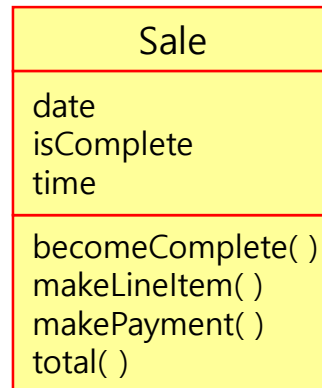 Sale
date
isComplete
time
becomeComplete( )
makeLineItem( )
makePayment( )
total( )